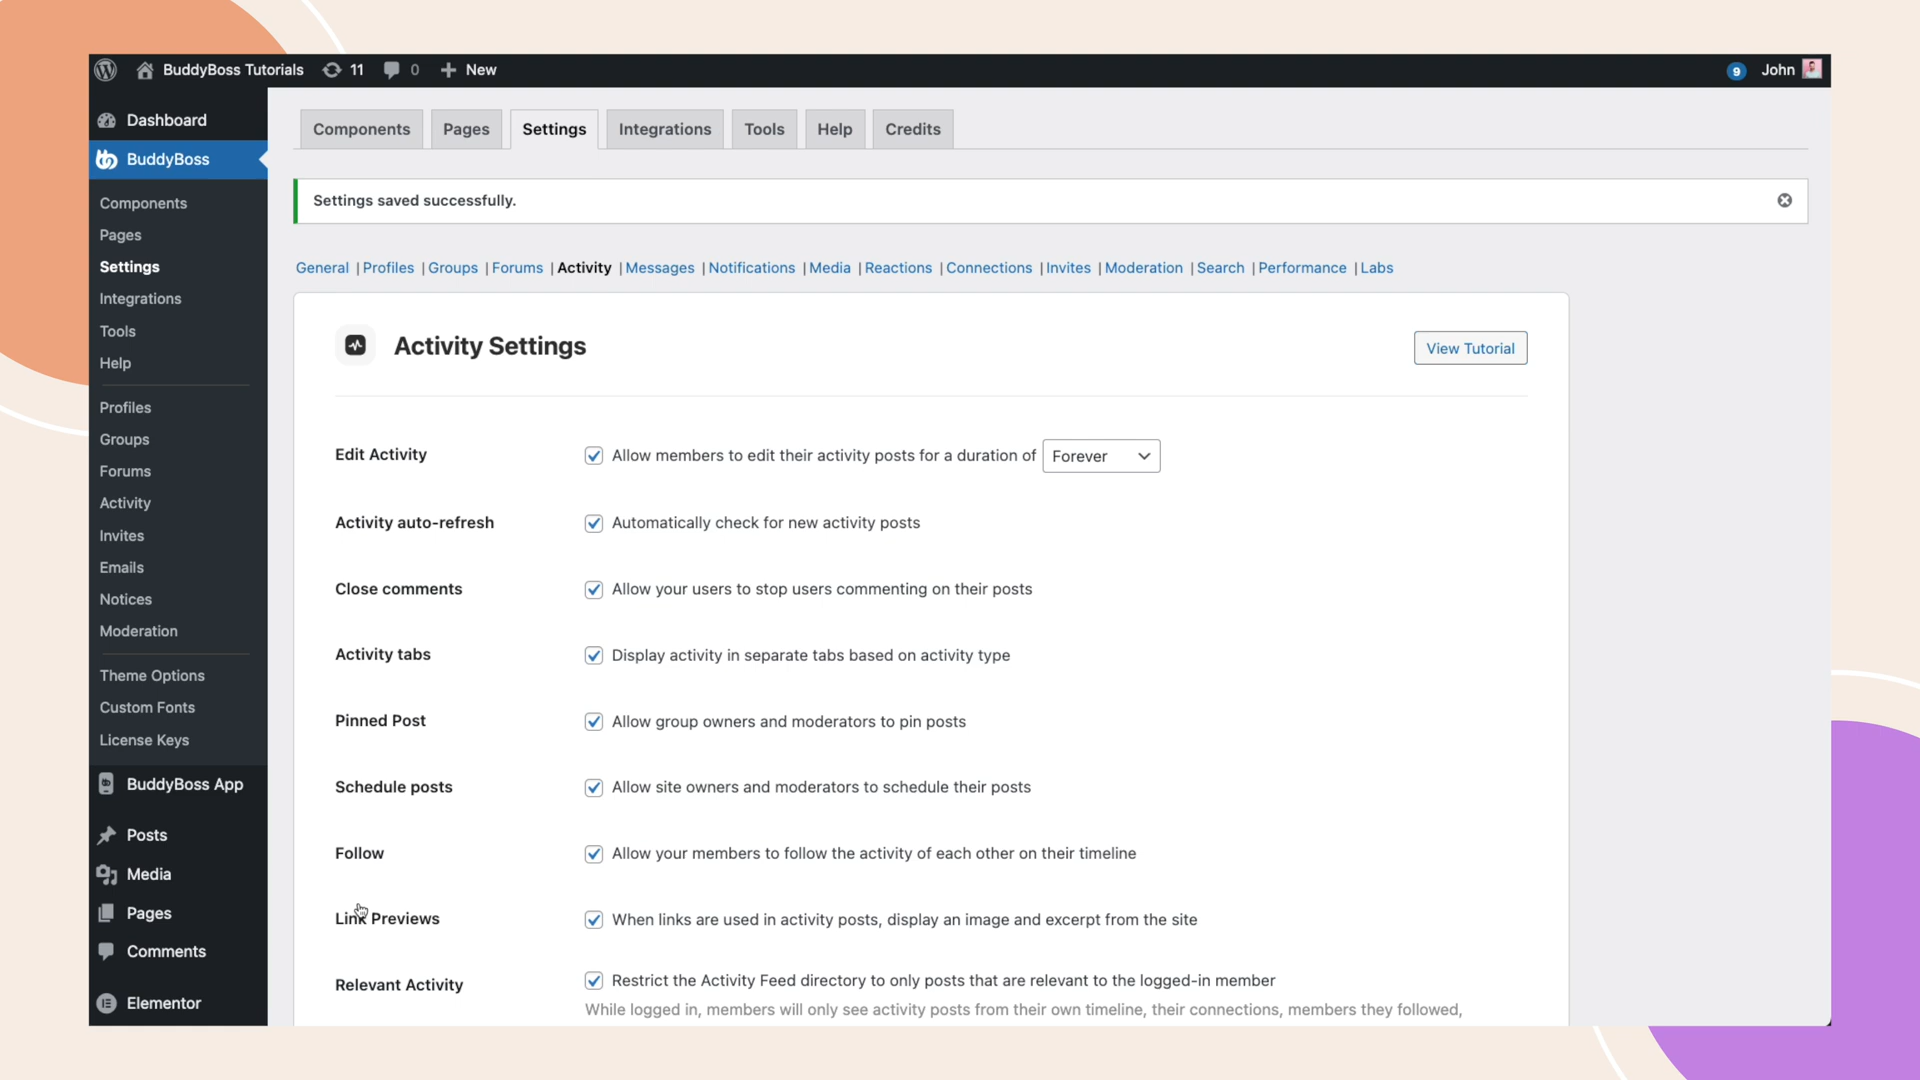 BuddyBoss Tutorials 11 0 New 9 John
Dashboard
BuddyBoss
Components
Pages
Settings
Integrations
Tools
Help
Profiles
Groups
Forums
Activity
Invites
Emails
Notices
Moderation
Theme Options
Custom Fonts
License Keys
BuddyBoss App
Posts
Media
Pages
Comments
Elementor
Components Pages Settings Integrations Tools Help Credits
Settings saved successfully.
General | Profiles | Groups | Forums | Activity | Messages | Notifications | Media | Reactions | Connections | Invites | Moderation | Search | Performance | Labs
Activity Settings View Tutorial
Edit Activity Allow members to edit their activity posts for a duration of Forever
Activity auto-refresh Automatically check for new activity posts
Close comments Allow your users to stop users commenting on their posts
Activity tabs Display activity in separate tabs based on activity type
Pinned Post Allow group owners and moderators to pin posts
Schedule posts Allow site owners and moderators to schedule their posts
Follow Allow your members to follow the activity of each other on their timeline
Link Previews When links are used in activity posts, display an image and excerpt from the site
Relevant Activity Restrict the Activity Feed directory to only posts that are relevant to the logged-in member
While logged in, members will only see activity posts from their own timeline, their connections, members they followed,